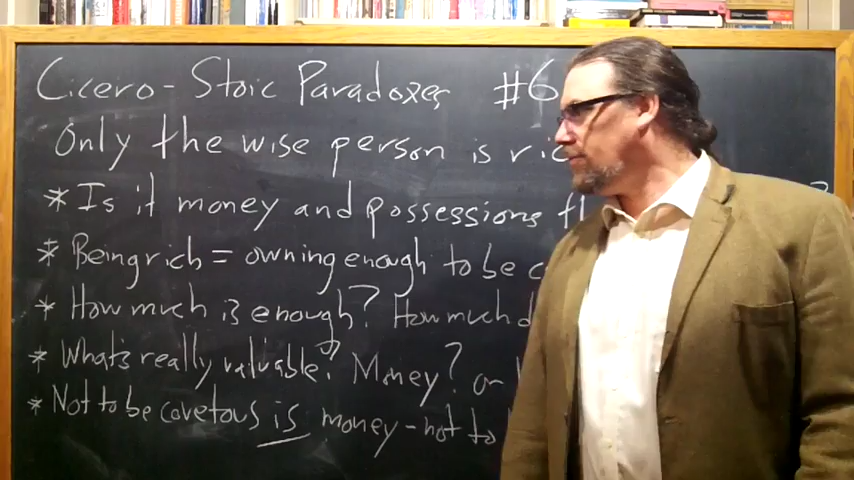 Cicero - Stoic Paradoxes #6
Only the wise person is
* Is it money and possessions ?
* Being rich = owning enough to be
* How much is enough? How much
* What's really valuable? Money? or
* Not to be covetous is money - not to